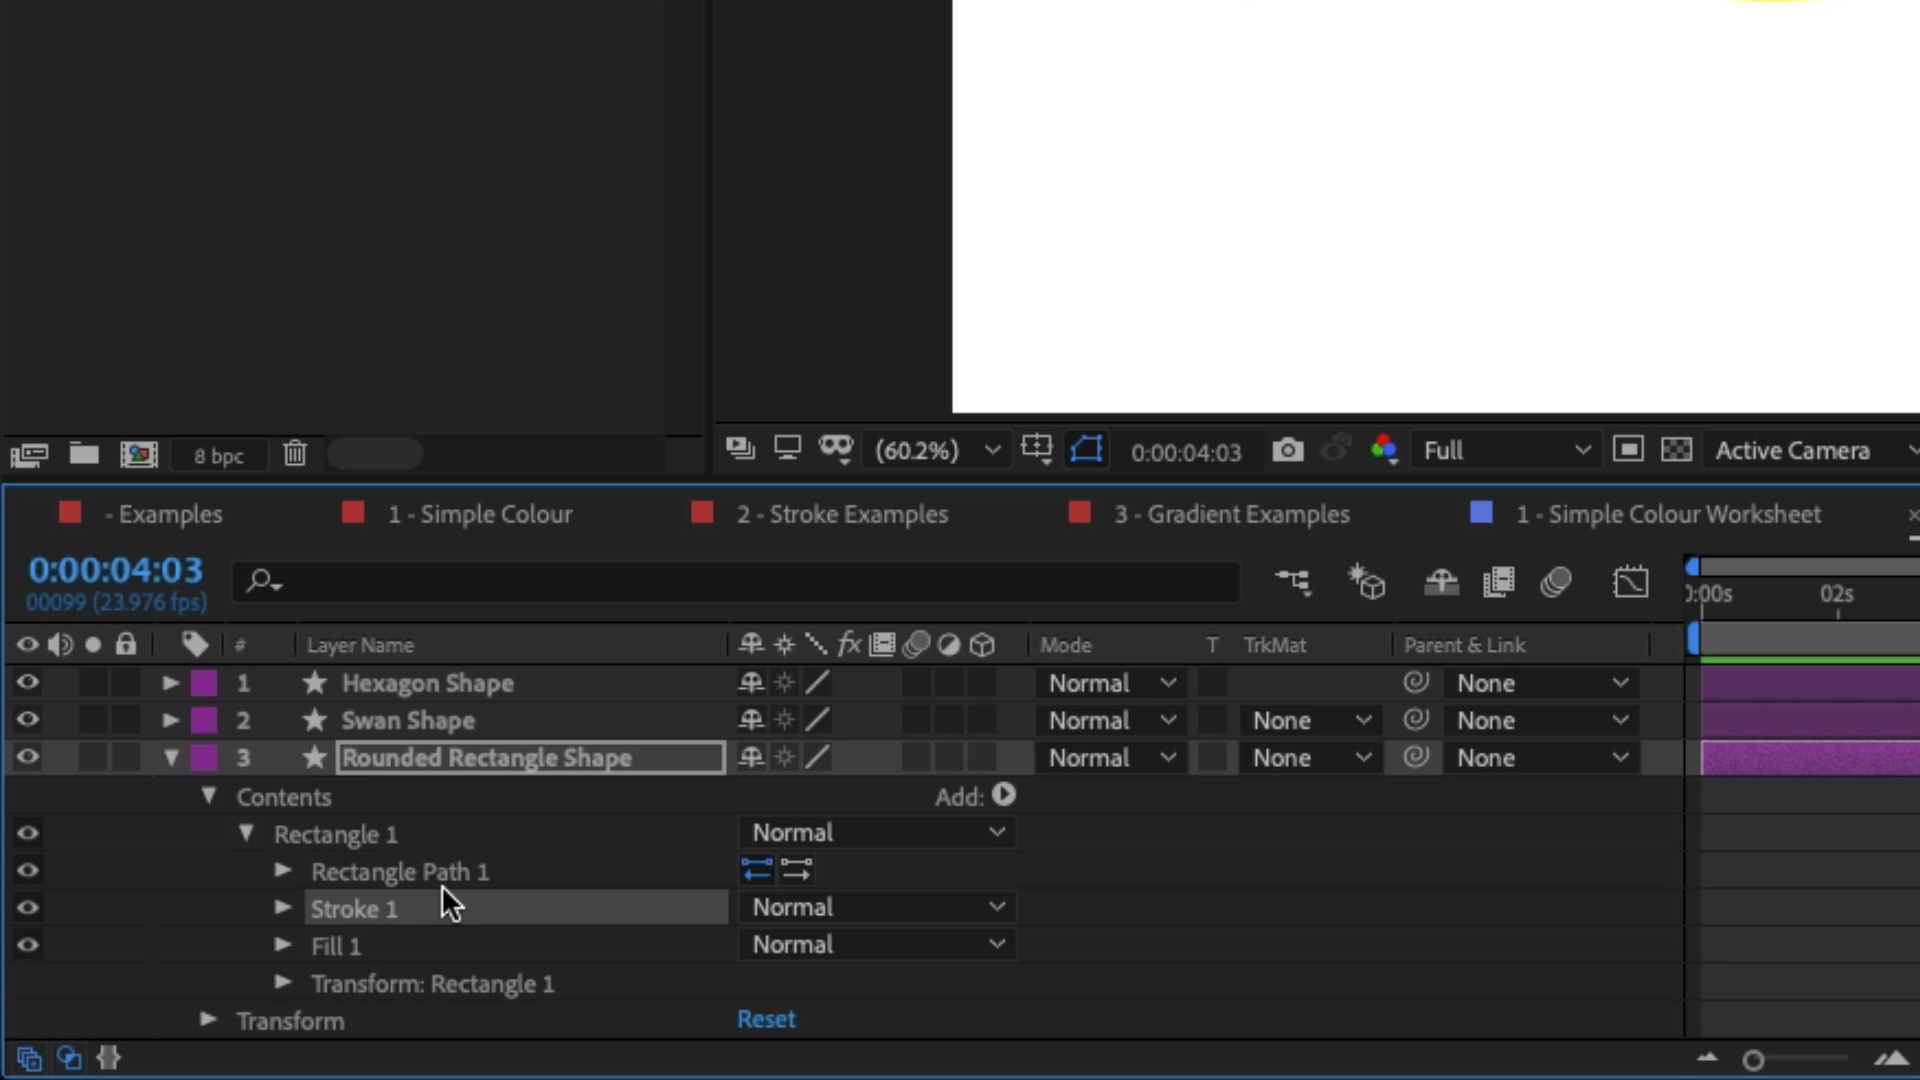 8 bpc (60.2%) 0:00:04:03 Full Active Camera
- Examples 1 - Simple Colour 2 - Stroke Examples 3 - Gradient Examples 1 - Simple Colour Worksheet
0:00:04:03
00099 (23.976 fps)
0:00s 02s
# Layer Name fx Mode T TrkMat Parent & Link
1 Hexagon Shape Normal None
2 Swan Shape Normal None None
3 Rounded Rectangle Shape Normal None None
Contents Add:
Rectangle 1 Normal
Rectangle Path 1
Stroke 1 Normal
Fill 1 Normal
Transform: Rectangle 1
Transform Reset